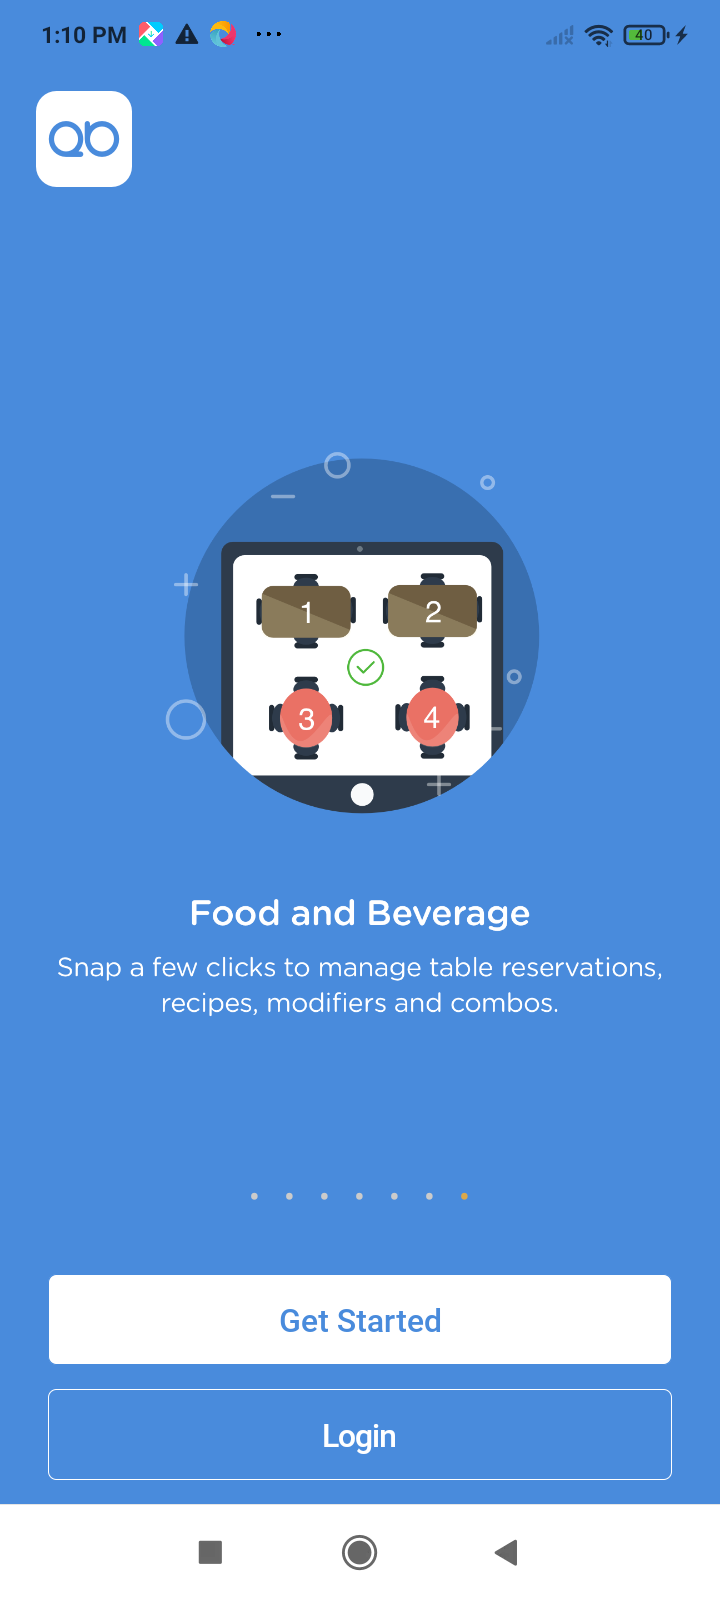 1:10 PM
40
1
2
3
4
Food and Beverage
Snap a few clicks to manage table reservations,
recipes, modifiers and combos.
Get Started
Login